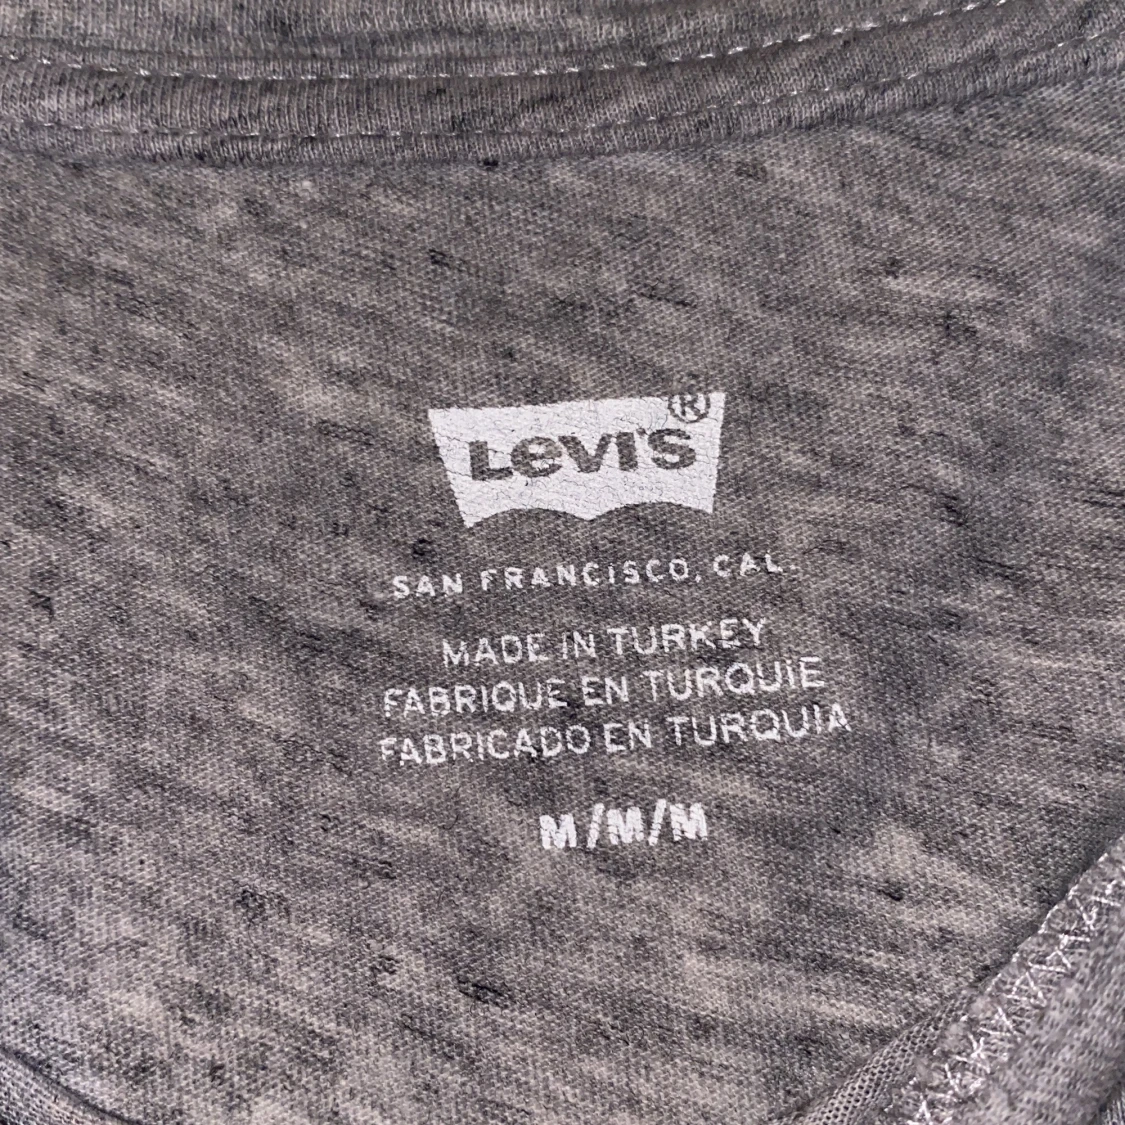 LEVI'S®
SAN FRANCISCO, CAL.
MADE IN TURKEY
FABRIQUE EN TURQUIE
FABRICADO EN TURQUIA
M/M/M